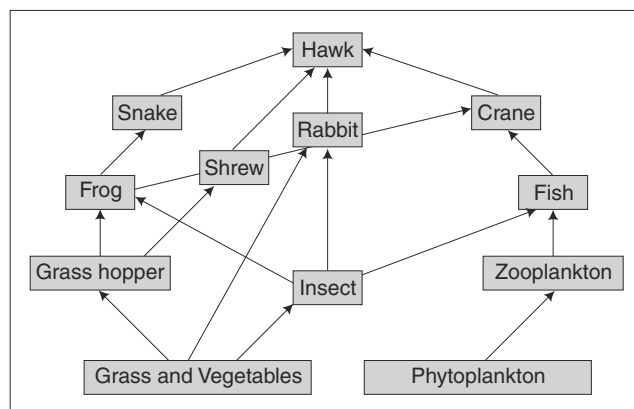 Hawk
Snake
Rabbit
Crane
Shrew
Frog
Fish
Grass hopper
Insect
Zooplankton
Grass and Vegetables
Phytoplankton